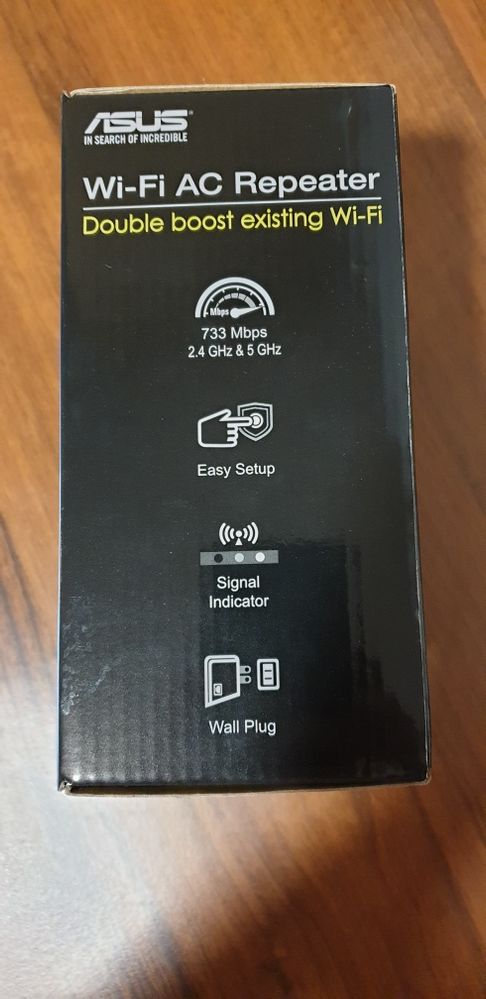 ASUS
IN SEARCH OF INCREDIBLE
Wi-Fi AC Repeater
Double boost existing Wi-Fi
Mbps
733 Mbps
2.4 GHz & 5 GHz
Easy Setup
Signal
Indicator
Wall Plug